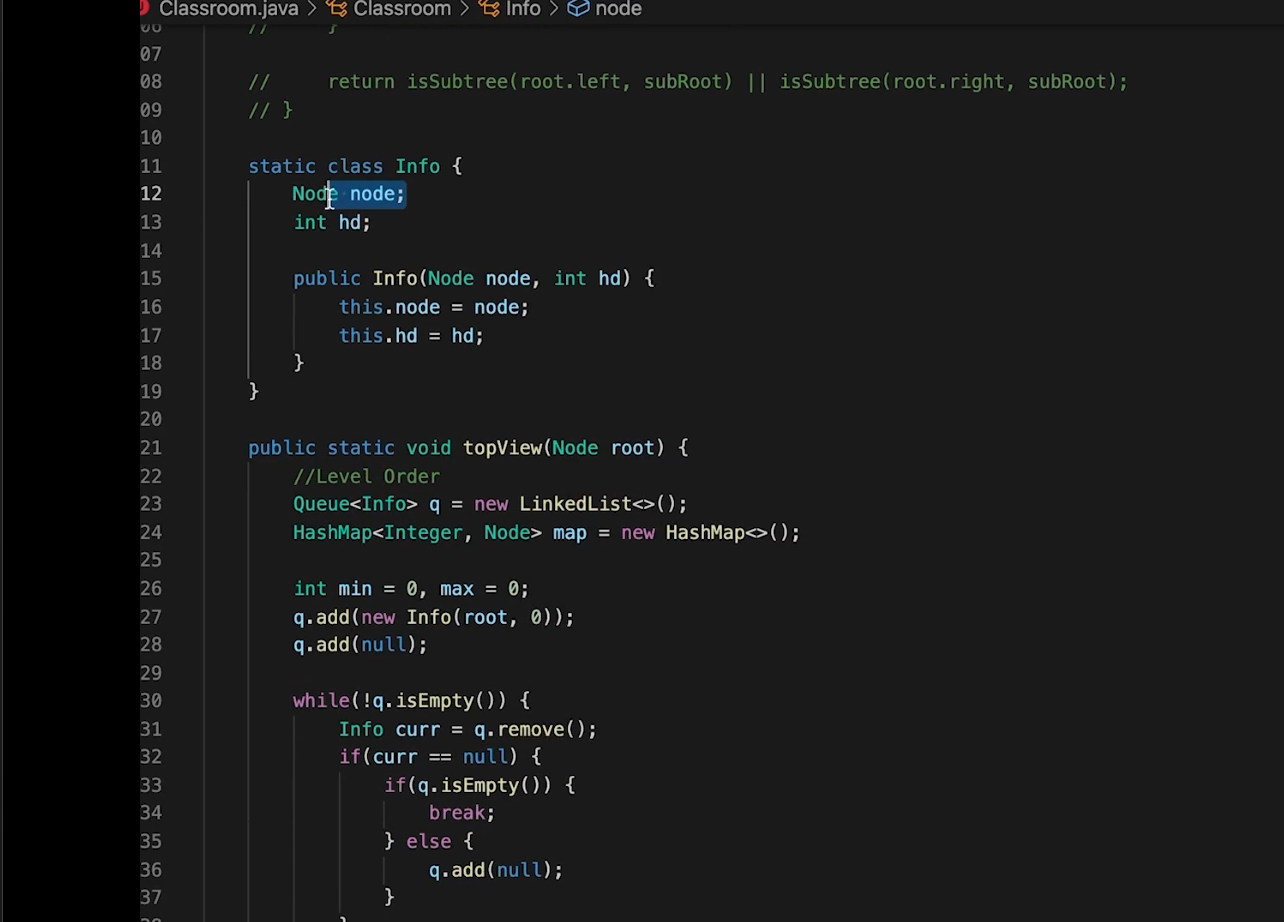 Classroom.java > Classroom > Info > node
06 // }
07
08 // return isSubtree(root.left, subRoot) || isSubtree(root.right, subRoot);
09 // }
10
11 static class Info {
12 Node node;
13 int hd;
14
15 public Info(Node node, int hd) {
16 this.node = node;
17 this.hd = hd;
18 }
19 }
20
21 public static void topView(Node root) {
22 //Level Order
23 Queue<Info> q = new LinkedList<>();
24 HashMap<Integer, Node> map = new HashMap<>();
25
26 int min = 0, max = 0;
27 q.add(new Info(root, 0));
28 q.add(null);
29
30 while(!q.isEmpty()) {
31 Info curr = q.remove();
32 if(curr == null) {
33 if(q.isEmpty()) {
34 break;
35 } else {
36 q.add(null);
37 }
38 }